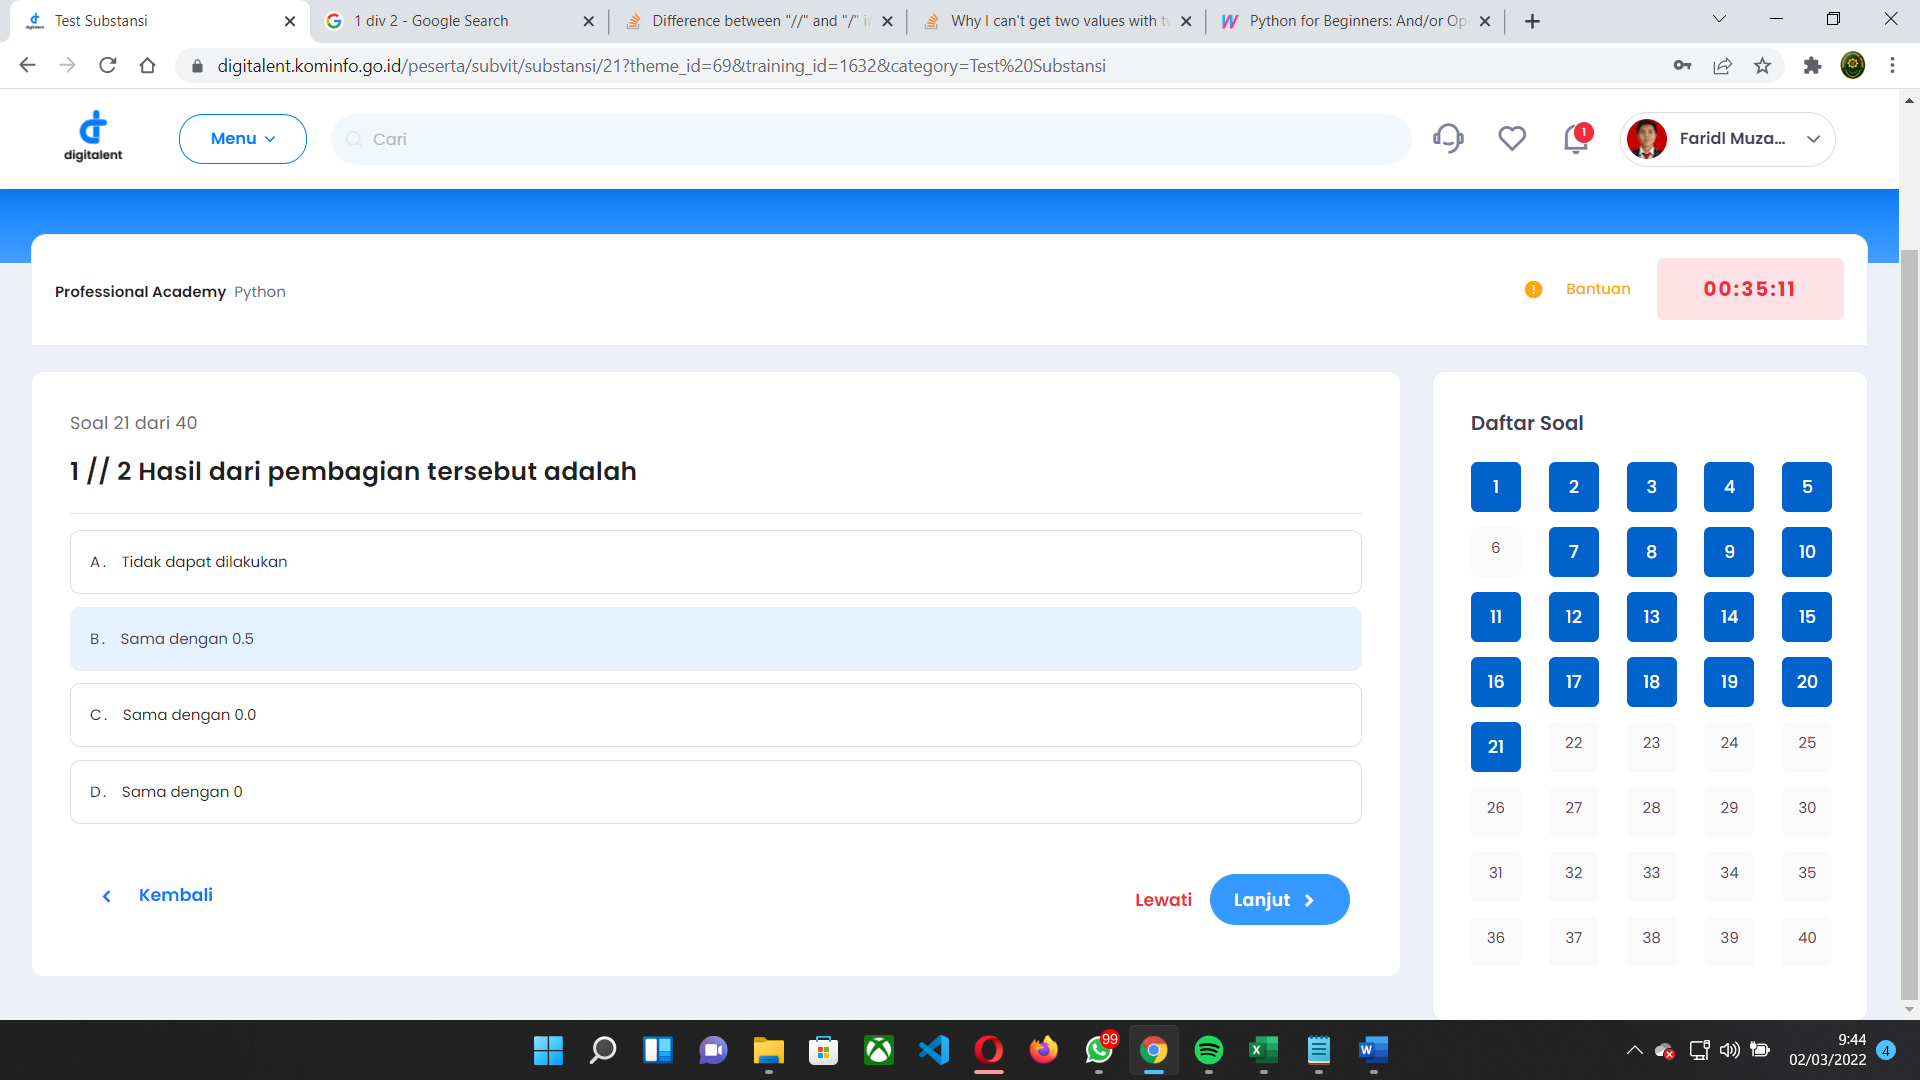 Test Substansi
1 div 2 - Google Search
Difference between "//" and "/" i
Why I can't get two values with t
Python for Beginners: And/or Op
digitalent.kominfo.go.id/peserta/subvit/substansi/21?theme_id=69&training_id=1632&category=Test%20Substansi
digitalent
Menu
Cari
1
Faridl Muza...
Professional Academy Python
Bantuan
00:35:11
Soal 21 dari 40
1 // 2 Hasil dari pembagian tersebut adalah
A. Tidak dapat dilakukan
B. Sama dengan 0.5
C. Sama dengan 0.0
D. Sama dengan 0
Kembali
Lewati
Lanjut
Daftar Soal
1 2 3 4 5
6 7 8 9 10
11 12 13 14 15
16 17 18 19 20
21 22 23 24 25
26 27 28 29 30
31 32 33 34 35
36 37 38 39 40
99
9:44
02/03/2022
4